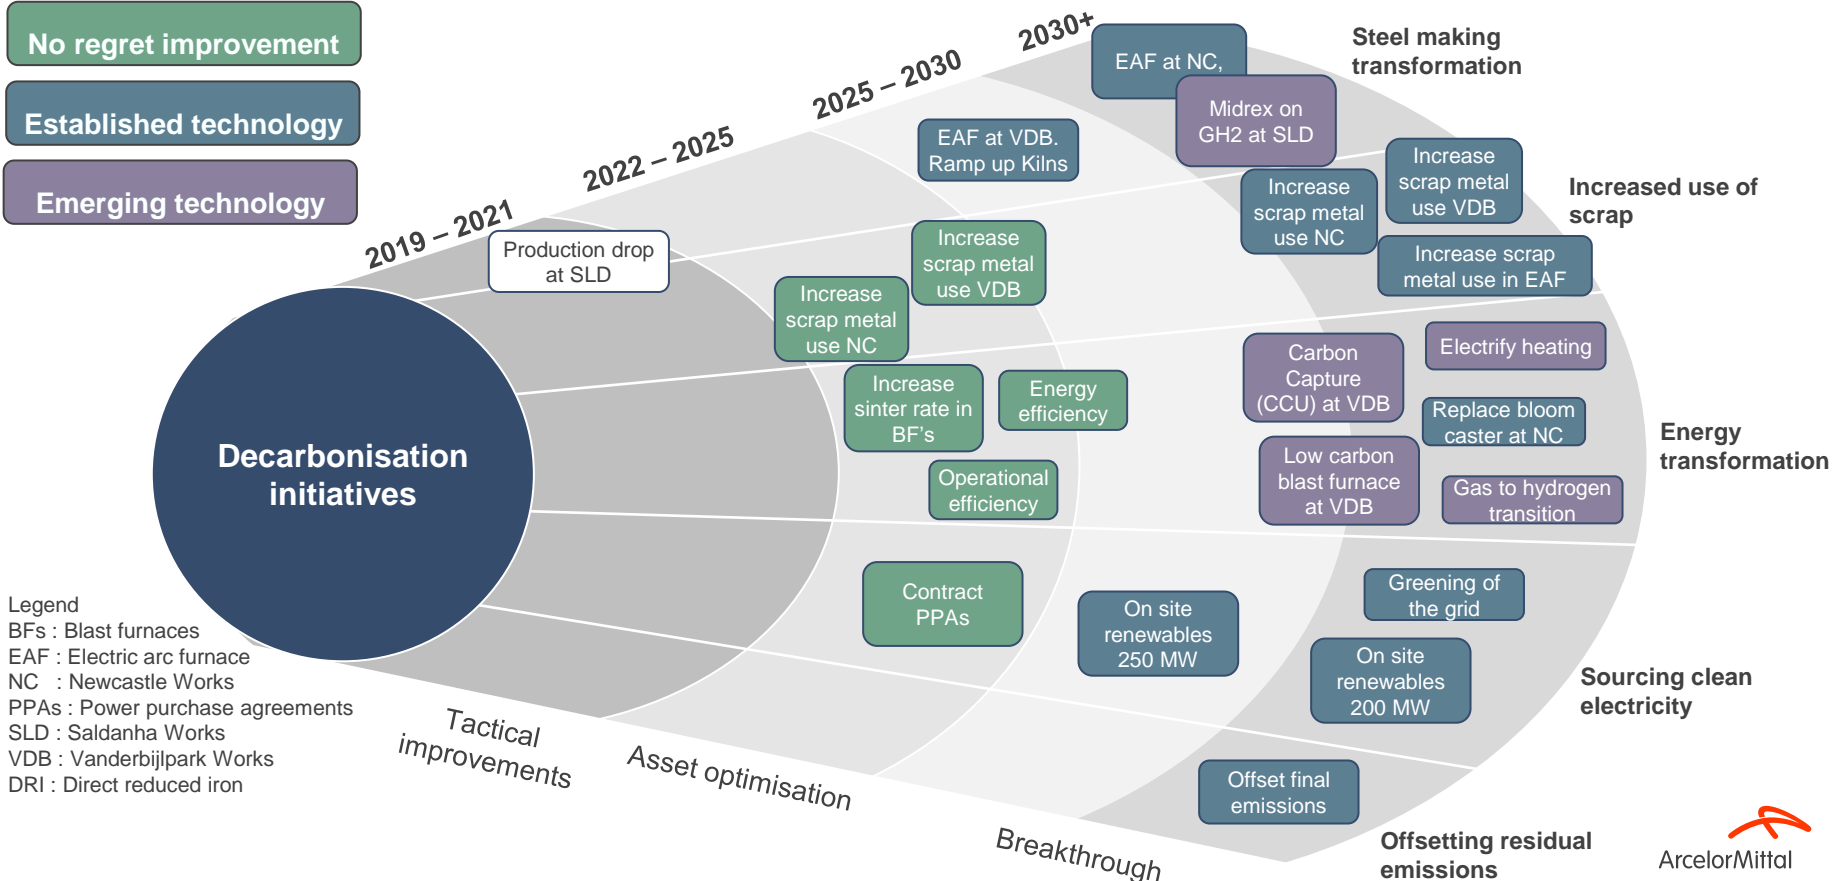 No regret improvement
Established technology
Emerging technology
2019 – 2021
2022 – 2025
2025 – 2030
2030+
Steel making
transformation
EAF at NC,
Midrex on
GH2 at SLD
EAF at VDB.
Ramp up Kilns
Production drop
at SLD
Increased use of
scrap
Increase
scrap metal
use VDB
Increase
scrap metal
use NC
Increase scrap
metal use in EAF
Increase
scrap metal
use VDB
Increase
scrap metal
use NC
Energy
transformation
Increase
sinter rate in
BF's
Energy
efficiency
Operational
efficiency
Carbon
Capture
(CCU) at VDB
Electrify heating
Replace bloom
caster at NC
Low carbon
blast furnace
at VDB
Gas to hydrogen
transition
Decarbonisation
initiatives
Sourcing clean
electricity
Contract
PPAs
On site
renewables
250 MW
Greening of
the grid
On site
renewables
200 MW
Offset final
emissions
Offsetting residual
emissions
Tactical
improvements
Asset optimisation
Breakthrough
Legend
BFs : Blast furnaces
EAF : Electric arc furnace
NC : Newcastle Works
PPAs : Power purchase agreements
SLD : Saldanha Works
VDB : Vanderbijlpark Works
DRI : Direct reduced iron
ArcelorMittal